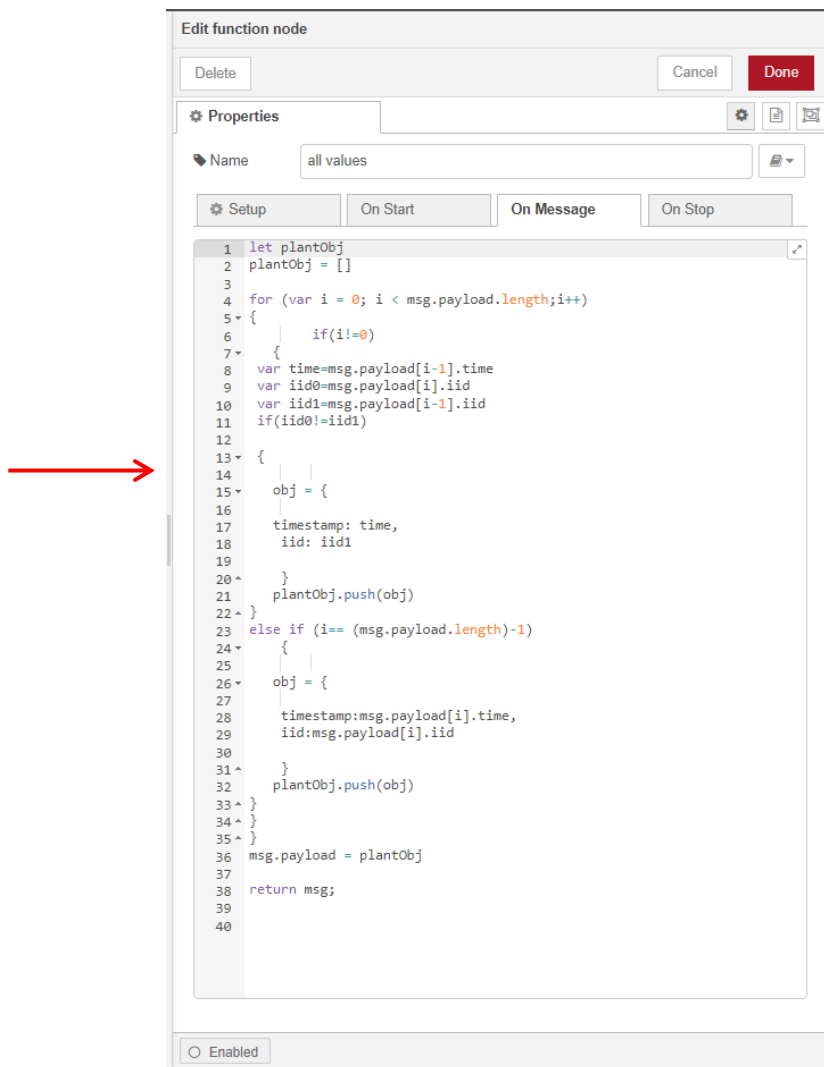 Edit function node
Delete Cancel Done
Properties
Name all values
Setup On Start On Message On Stop
1 let plantObj
2 plantObj = []
3
4 for (var i = 0; i < msg.payload.length;i++)
5 {
6 if(i!=0)
7 {
8 var time=msg.payload[i-1].time
9 var iid0=msg.payload[i].iid
10 var iid1=msg.payload[i-1].iid
11 if(iid0!=iid1)
12
13 {
14
15 obj = {
16
17 timestamp: time,
18 iid: iid1
19
20 }
21 plantObj.push(obj)
22 }
23 else if (i== (msg.payload.length)-1)
24 {
25
26 obj = {
27
28 timestamp:msg.payload[i].time,
29 iid:msg.payload[i].iid
30
31 }
32 plantObj.push(obj)
33 }
34 }
35 }
36 msg.payload = plantObj
37
38 return msg;
39
40
Enabled